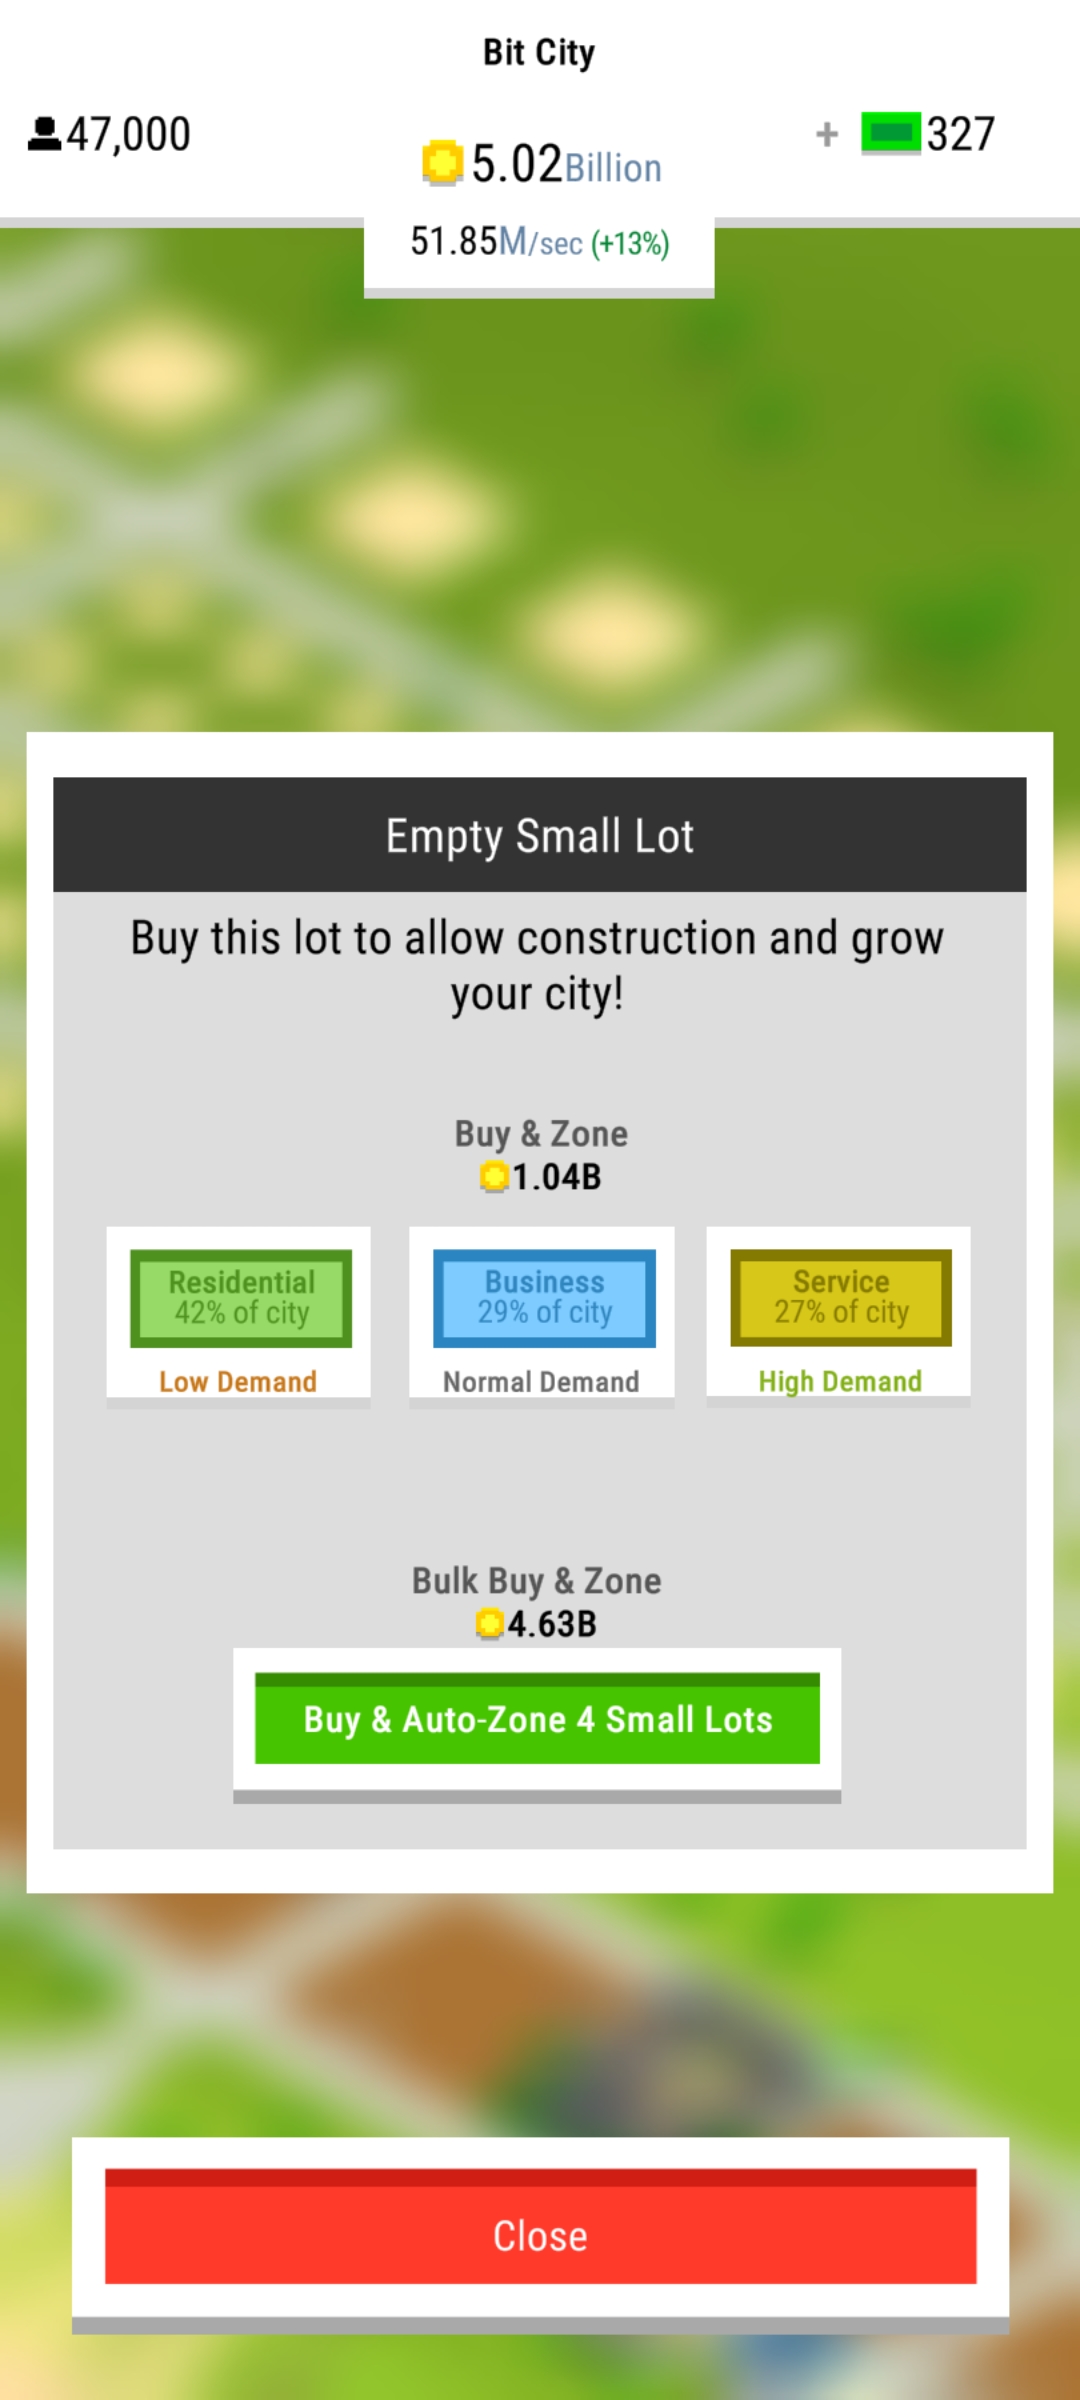 Bit City
47,000
5.02Billion
+ 327
51.85M/sec (+13%)
Empty Small Lot
Buy this lot to allow construction and grow
your city!
Buy & Zone
1.04B
Residential
42% of city
Low Demand
Business
29% of city
Normal Demand
Service
27% of city
High Demand
Bulk Buy & Zone
4.63B
Buy & Auto-Zone 4 Small Lots
Close